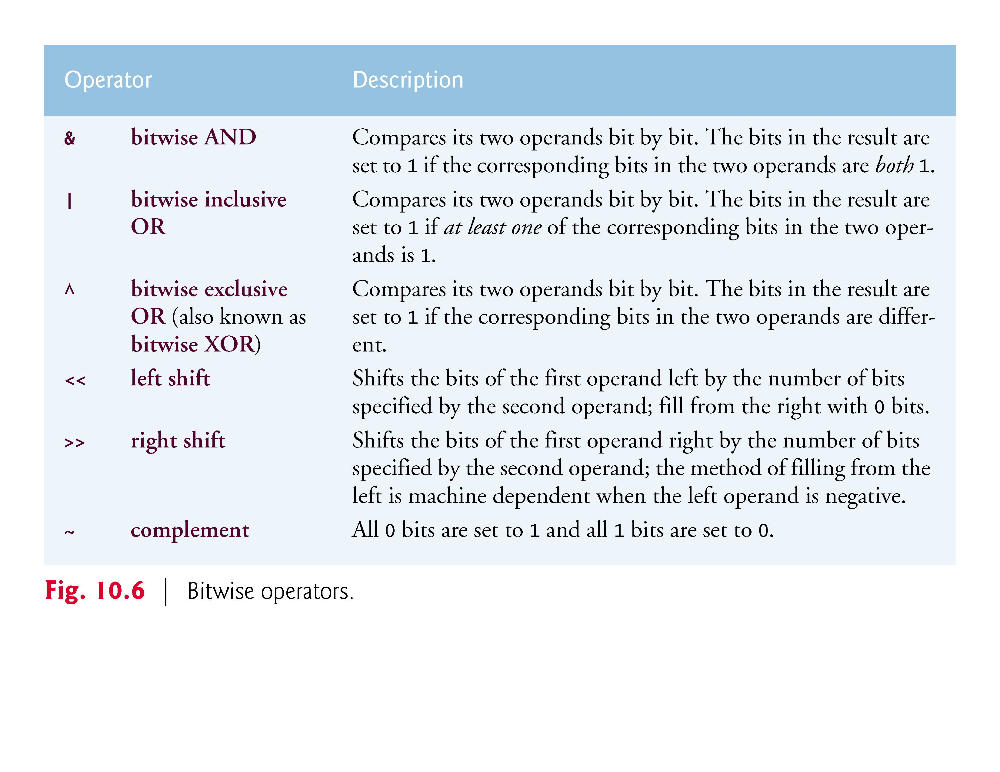 Operator Description
& bitwise AND Compares its two operands bit by bit. The bits in the result are
set to 1 if the corresponding bits in the two operands are both 1.
| bitwise inclusive Compares its two operands bit by bit. The bits in the result are
OR set to 1 if at least one of the corresponding bits in the two oper-
ands is 1.
^ bitwise exclusive Compares its two operands bit by bit. The bits in the result are
OR (also known as set to 1 if the corresponding bits in the two operands are differ-
bitwise XOR) ent.
<< left shift Shifts the bits of the first operand left by the number of bits
specified by the second operand; fill from the right with 0 bits.
>> right shift Shifts the bits of the first operand right by the number of bits
specified by the second operand; the method of filling from the
left is machine dependent when the left operand is negative.
~ complement All 0 bits are set to 1 and all 1 bits are set to 0.
Fig. 10.6 | Bitwise operators.